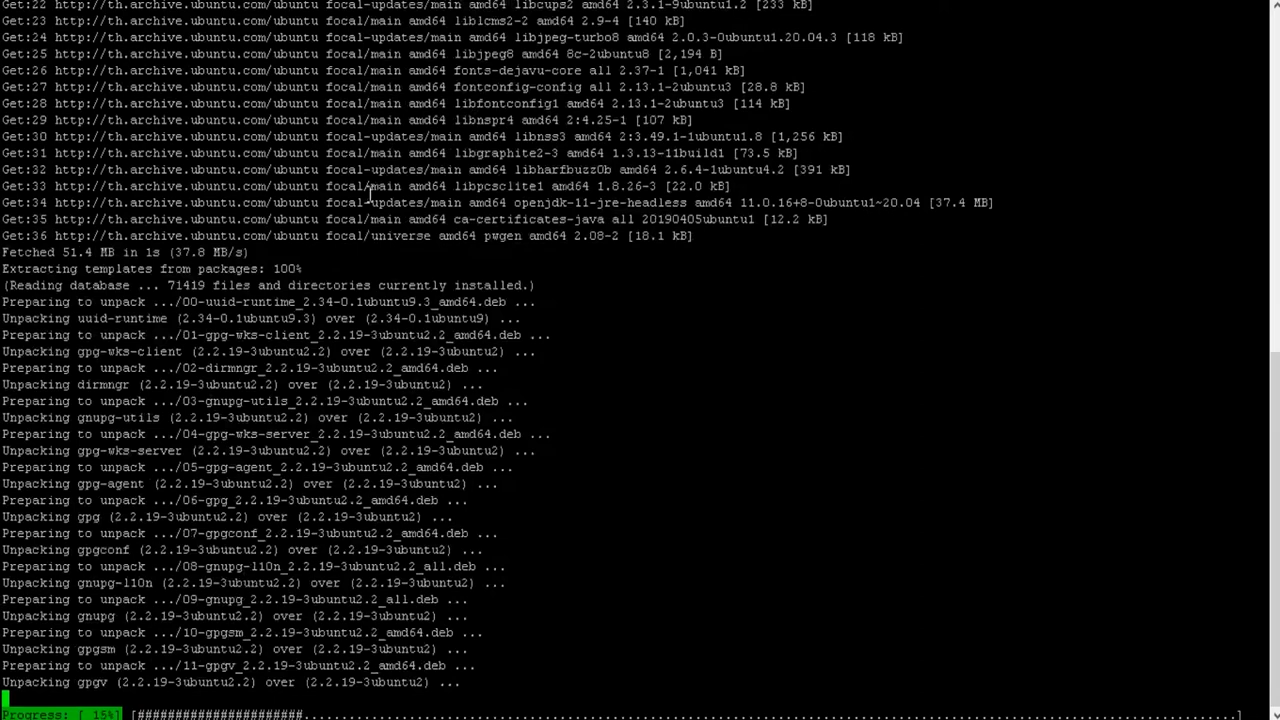 Get:22 http://th.archive.ubuntu.com/ubuntu focal-updates/main amd64 libcups2 amd64 2.3.1-9ubuntu1.2 [233 kB]
Get:23 http://th.archive.ubuntu.com/ubuntu focal/main amd64 liblcms2-2 amd64 2.9-4 [140 kB]
Get:24 http://th.archive.ubuntu.com/ubuntu focal-updates/main amd64 libjpeg-turbo8 amd64 2.0.3-0ubuntu1.20.04.3 [118 kB]
Get:25 http://th.archive.ubuntu.com/ubuntu focal/main amd64 libjpeg8 amd64 8c-2ubuntu8 [2,194 B]
Get:26 http://th.archive.ubuntu.com/ubuntu focal/main amd64 fonts-dejavu-core all 2.37-1 [1,041 kB]
Get:27 http://th.archive.ubuntu.com/ubuntu focal/main amd64 fontconfig-config all 2.13.1-2ubuntu3 [28.8 kB]
Get:28 http://th.archive.ubuntu.com/ubuntu focal/main amd64 libfontconfig1 amd64 2.13.1-2ubuntu3 [114 kB]
Get:29 http://th.archive.ubuntu.com/ubuntu focal/main amd64 libnspr4 amd64 2:4.25-1 [107 kB]
Get:30 http://th.archive.ubuntu.com/ubuntu focal-updates/main amd64 libnss3 amd64 2:3.49.1-1ubuntu1.8 [1,256 kB]
Get:31 http://th.archive.ubuntu.com/ubuntu focal/main amd64 libgraphite2-3 amd64 1.3.13-11build1 [73.5 kB]
Get:32 http://th.archive.ubuntu.com/ubuntu focal-updates/main amd64 libharfbuzz0b amd64 2.6.4-1ubuntu4.2 [391 kB]
Get:33 http://th.archive.ubuntu.com/ubuntu focal/main amd64 libpcsclite1 amd64 1.8.26-3 [22.0 kB]
Get:34 http://th.archive.ubuntu.com/ubuntu focal-updates/main amd64 openjdk-11-jre-headless amd64 11.0.16+8-0ubuntu1~20.04 [37.4 MB]
Get:35 http://th.archive.ubuntu.com/ubuntu focal/main amd64 ca-certificates-java all 20190405ubuntu1 [12.2 kB]
Get:36 http://th.archive.ubuntu.com/ubuntu focal/universe amd64 pwgen amd64 2.08-2 [18.1 kB]
Fetched 51.4 MB in 1s (37.8 MB/s)
Extracting templates from packages: 100%
(Reading database ... 71419 files and directories currently installed.)
Preparing to unpack .../00-uuid-runtime_2.34-0.1ubuntu9.3_amd64.deb ...
Unpacking uuid-runtime (2.34-0.1ubuntu9.3) over (2.34-0.1ubuntu9) ...
Preparing to unpack .../01-gpg-wks-client_2.2.19-3ubuntu2.2_amd64.deb ...
Unpacking gpg-wks-client (2.2.19-3ubuntu2.2) over (2.2.19-3ubuntu2) ...
Preparing to unpack .../02-dirmngr_2.2.19-3ubuntu2.2_amd64.deb ...
Unpacking dirmngr (2.2.19-3ubuntu2.2) over (2.2.19-3ubuntu2) ...
Preparing to unpack .../03-gnupg-utils_2.2.19-3ubuntu2.2_amd64.deb ...
Unpacking gnupg-utils (2.2.19-3ubuntu2.2) over (2.2.19-3ubuntu2) ...
Preparing to unpack .../04-gpg-wks-server_2.2.19-3ubuntu2.2_amd64.deb ...
Unpacking gpg-wks-server (2.2.19-3ubuntu2.2) over (2.2.19-3ubuntu2) ...
Preparing to unpack .../05-gpg-agent_2.2.19-3ubuntu2.2_amd64.deb ...
Unpacking gpg-agent (2.2.19-3ubuntu2.2) over (2.2.19-3ubuntu2) ...
Preparing to unpack .../06-gpg_2.2.19-3ubuntu2.2_amd64.deb ...
Unpacking gpg (2.2.19-3ubuntu2.2) over (2.2.19-3ubuntu2) ...
Preparing to unpack .../07-gpgconf_2.2.19-3ubuntu2.2_amd64.deb ...
Unpacking gpgconf (2.2.19-3ubuntu2.2) over (2.2.19-3ubuntu2) ...
Preparing to unpack .../08-gnupg-l10n_2.2.19-3ubuntu2.2_all.deb ...
Unpacking gnupg-l10n (2.2.19-3ubuntu2.2) over (2.2.19-3ubuntu2) ...
Preparing to unpack .../09-gnupg_2.2.19-3ubuntu2.2_all.deb ...
Unpacking gnupg (2.2.19-3ubuntu2.2) over (2.2.19-3ubuntu2) ...
Preparing to unpack .../10-gpgsm_2.2.19-3ubuntu2.2_amd64.deb ...
Unpacking gpgsm (2.2.19-3ubuntu2.2) over (2.2.19-3ubuntu2) ...
Preparing to unpack .../11-gpgv_2.2.19-3ubuntu2.2_amd64.deb ...
Unpacking gpgv (2.2.19-3ubuntu2.2) over (2.2.19-3ubuntu2) ...
Progress: [ 15%] [######################............................................................................................................................]